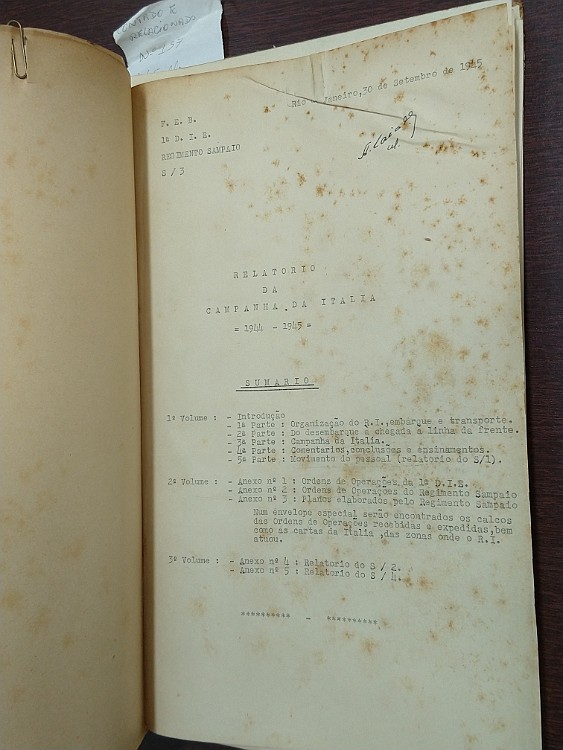 CONTADO E
RELACIONADO
Nº 137
Rio Janeiro, 30 de Setembro de 1945
F. E. B.
1ª D. I. E.
REGIMENTO SAMPAIO
S / 3
RELATORIO
DA
CAMPANHA DA ITALIA
= 1944 - 1945 =
SUMARIO
1º Volume : - Introdução
- 1ª Parte : Organização do R.I., embarque e transporte.
- 2ª Parte : Do desembarque á chegada á linha da frente.
- 3ª Parte : Campanha da Italia.
- 4ª Parte : Comentarios, conclusões e ensinamentos.
- 5ª Parte : Movimento do pessoal (relatorio do S/1).
2º Volume : - Anexo nº 1 : Ordens de Operações, da 1ª D.I.E.
- Anexo nº 2 : Ordens de Operações do Regimento Sampaio
- Anexo nº 3 : Planos elaborados pelo Regimento Sampaio
Num envelope especial serão encontrados os calcos
das Ordens de Operações recebidas e expedidas, bem
como as cartas da Italia ,das zonas onde o R.I.
atuou.
3º Volume : - Anexo nº 4 : Relatorio do S / 2.
- Anexo nº 5 : Relatorio do S / 4.